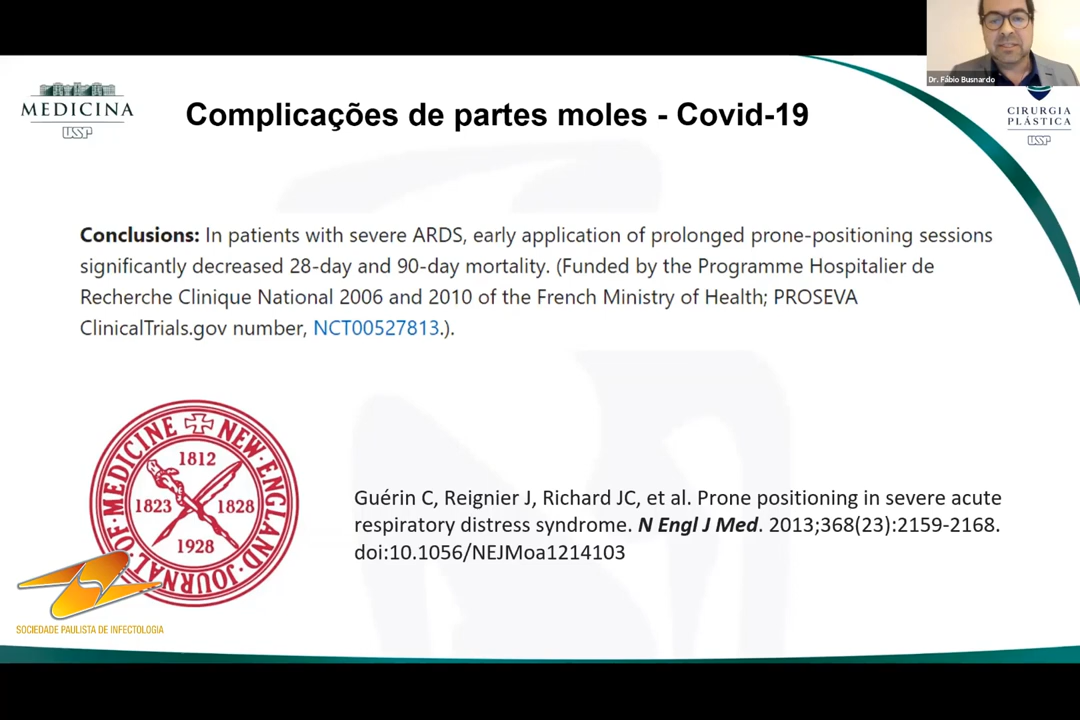 Dr. Fábio Busnardo
MEDICINA
USP
Complicações de partes moles - Covid-19
CIRURGIA
PLÁSTICA
USP
Conclusions: In patients with severe ARDS, early application of prolonged prone-positioning sessions
significantly decreased 28-day and 90-day mortality. (Funded by the Programme Hospitalier de
Recherche Clinique National 2006 and 2010 of the French Ministry of Health; PROSEVA
ClinicalTrials.gov number, NCT00527813.).
NEW ENGLAND JOURNAL OF MEDICINE
1812
1823
1828
1928
Guérin C, Reignier J, Richard JC, et al. Prone positioning in severe acute
respiratory distress syndrome. N Engl J Med. 2013;368(23):2159-2168.
doi:10.1056/NEJMoa1214103
SOCIEDADE PAULISTA DE INFECTOLOGIA